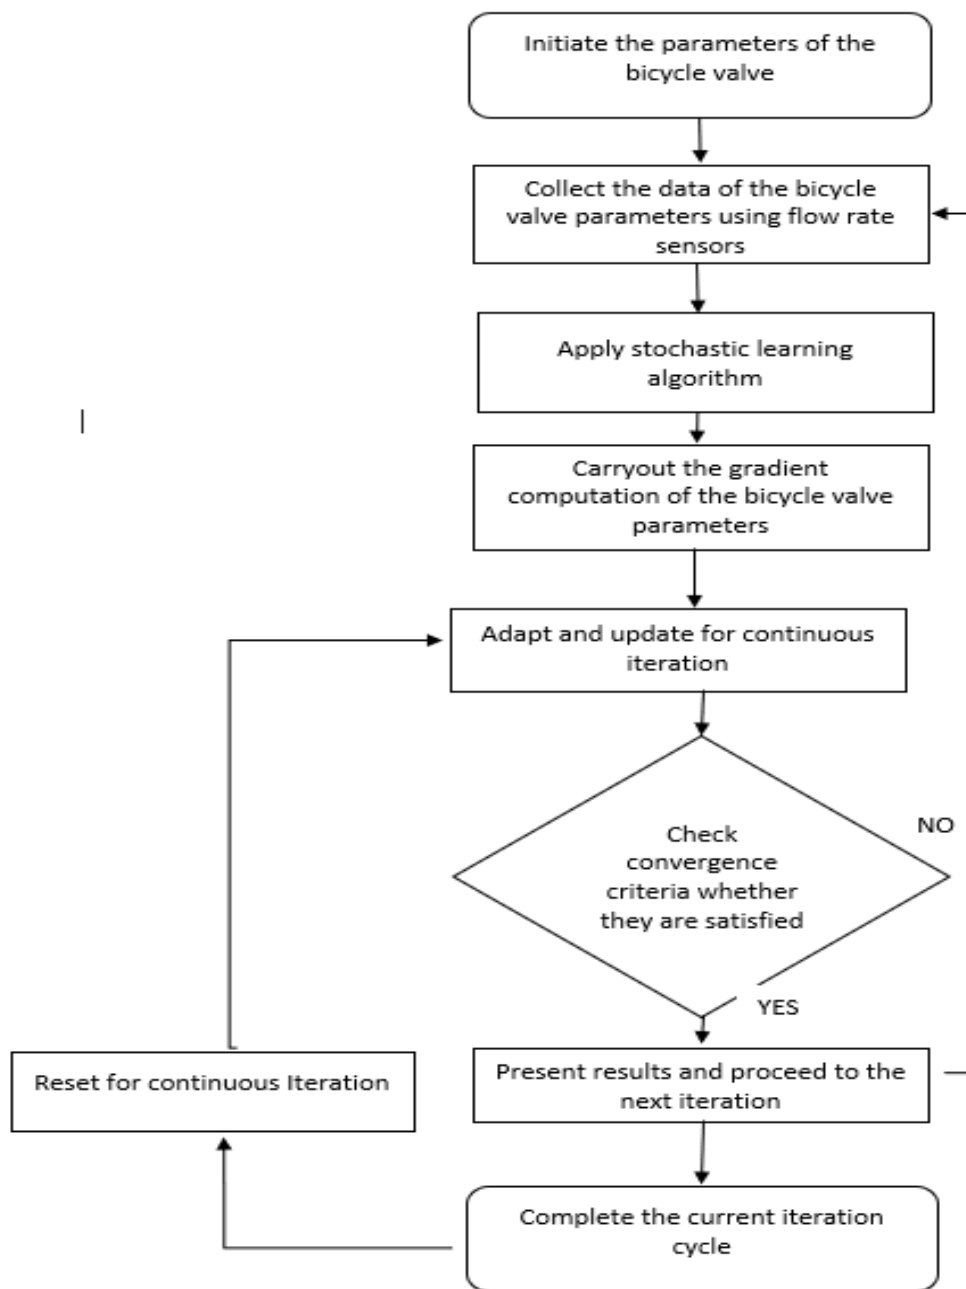 Initiate the parameters of the
bicycle valve
Collect the data of the bicycle
valve parameters using flow rate
sensors
Apply stochastic learning
algorithm
Carryout the gradient
computation of the bicycle valve
parameters
Adapt and update for continuous
iteration
NO
Check
convergence
criteria whether
they are satisfied
YES
Reset for continuous Iteration
Present results and proceed to the
next iteration
Complete the current iteration
cycle